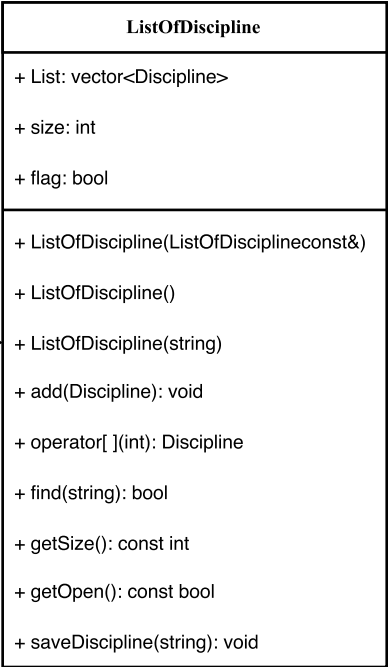 ListOfDiscipline
+ List: vector<Discipline>
+ size: int
+ flag: bool
+ ListOfDiscipline(ListOfDisciplineconst&)
+ ListOfDiscipline()
+ ListOfDiscipline(string)
+ add(Discipline): void
+ operator[ ](int): Discipline
+ find(string): bool
+ getSize(): const int
+ getOpen(): const bool
+ saveDiscipline(string): void